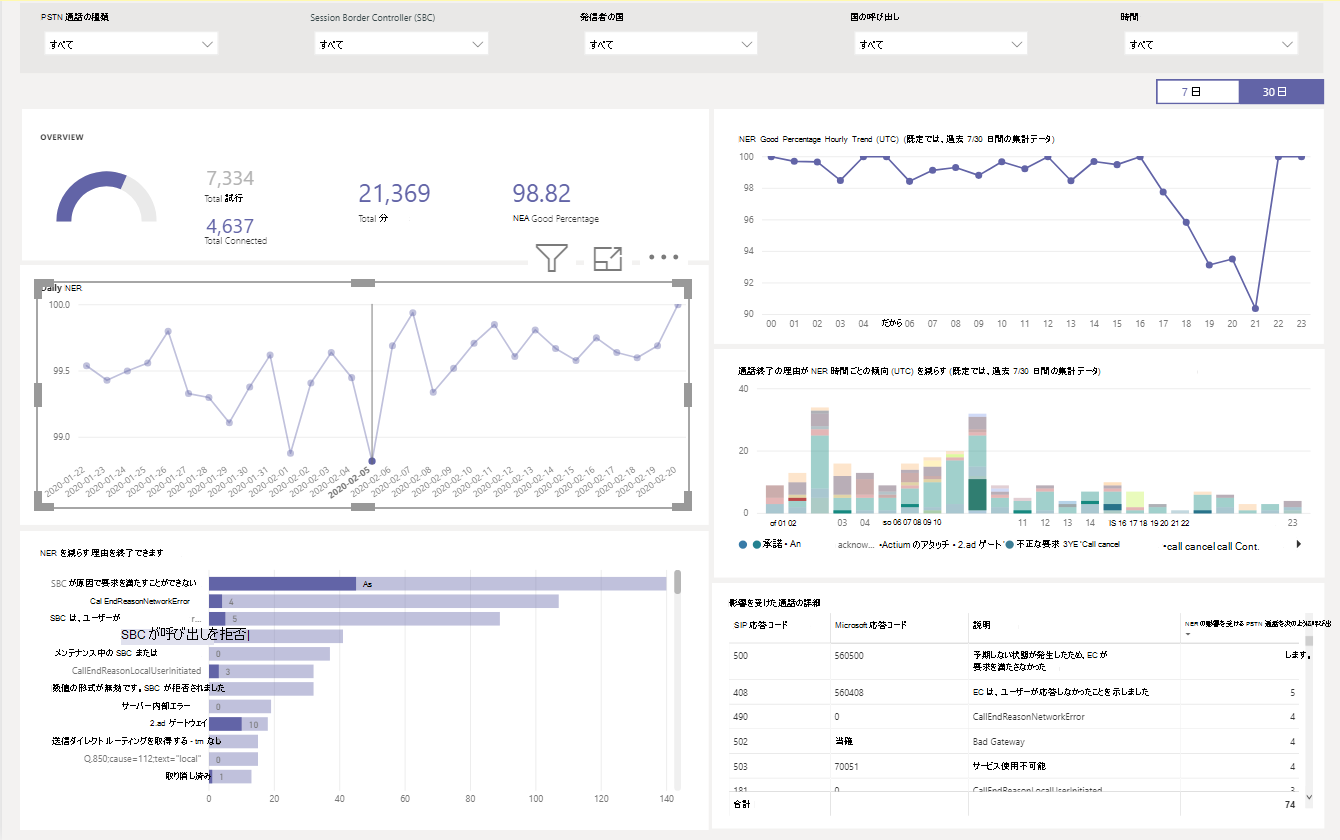 PSTN 通話の種類
Session Border Controller (SBC)
発信者の国
国の呼び出し
時間
すべて
すべて
すべて
すべて
すべて
7 日
30 日
OVERVIEW
7,334
Total 試行
4,637
Total Connected
21,369
Total 分
98.82
NEA Good Percentage
NER Good Percentage Hourly Trend (UTC) (既定では、過去 7/30 日間の集計データ)
100
98
96
94
92
90
00 01 02 03 04 だから 06 07 08 09 10 11 12 13 14 15 16 17 18 19 20 21 22 23
Daily NER
100.0
99.5
99.0
2020-01-22
2020-01-23
2020-01-24
2020-01-25
2020-01-26
2020-01-27
2020-01-28
2020-01-29
2020-01-30
2020-01-31
2020-02-01
2020-02-02
2020-02-03
2020-02-04
2020-02-05
2020-02-06
2020-02-07
2020-02-08
2020-02-09
2020-02-10
2020-02-11
2020-02-12
2020-02-13
2020-02-14
2020-02-15
2020-02-16
2020-02-17
2020-02-18
2020-02-19
2020-02-20
通話終了の理由が NER 時間ごとの傾向 (UTC) を減らす (既定では、過去 7/30 日間の集計データ)
40
20
0
of 01 02 03 04 so 06 07 08 09 10 11 12 13 14 IS 16 17 18 19 20 21 22 23
承諾・An acknow... ・Actium のアタッチ・2.ad ゲート' 不正な要求 3YE 'Call cancel •call cancel call Cont.
NER を減らす理由を終了できます
SBC が原因で要求を満たすことができない As
Cal EndReasonNetworkError 4
SBC は、ユーザーが r... 5
SBC が呼び出しを拒否
メンテナンス中の SBC または 0
CallEndReasonLocalUserInitiated 3
数値の形式が無効です。SBC が拒否されました
サーバー内部エラー 0
2.ad ゲートウェイ 10
送信ダイレクト ルーティングを取得する - tm なし
Q.850;cause=112;text="local" 0
取り消し済み 1
0 20 40 60 80 100 120 140
影響を受けた通話の詳細
SIP 応答コード Microsoft 応答コード 説明 NER の影響を受ける PSTN 通話を次のように呼び出
500 560500 予期しない状態が発生したため、EC が します。
要求を満たさなかった
408 560408 EC は、ユーザーが応答しなかったことを示しました 5
490 0 CallEndReasonNetworkError 4
502 当確 Bad Gateway 4
503 70051 サービス使用不可能 4
181 0 CallEndReasonLocalUserInitiated 3
合計 74